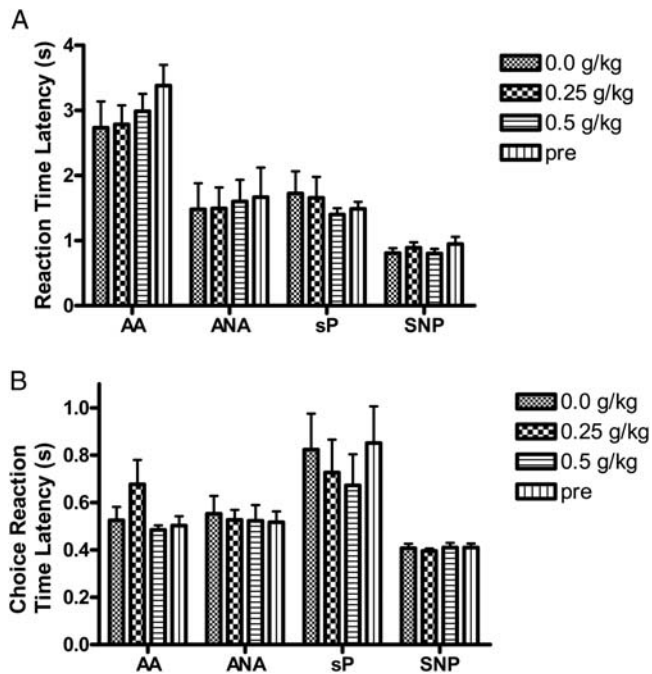 A
Reaction Time Latency (s)
4
3
2
1
0
AA ANA sP SNP
0.0 g/kg
0.25 g/kg
0.5 g/kg
pre
B
Choice Reaction
Time Latency (s)
1.0
0.8
0.6
0.4
0.2
0.0
AA ANA sP SNP
0.0 g/kg
0.25 g/kg
0.5 g/kg
pre